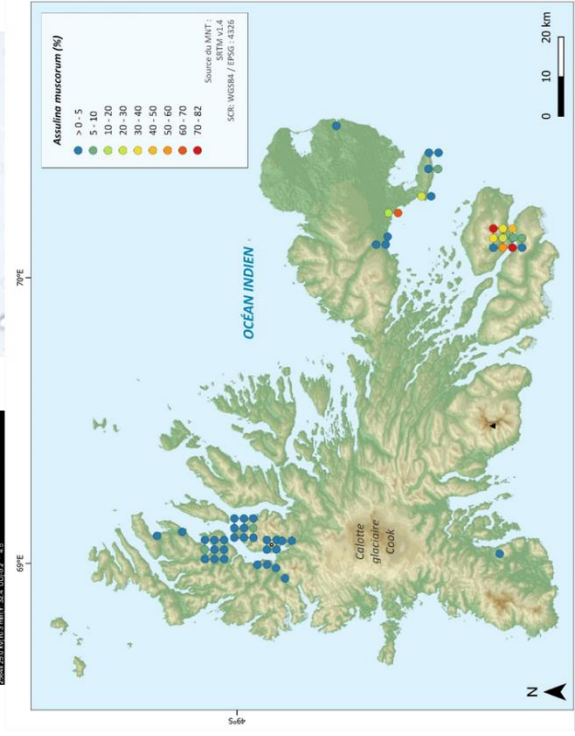 Assulina muscorum (%)
> 0 - 5
5 - 10
10 - 20
20 - 30
30 - 40
40 - 50
50 - 60
60 - 70
70 - 82
Source du MNT :
SRTM v1.4
SCR: WGS84 / EPSG : 4326
70°E
OCÉAN INDIEN
Calotte
glaciaire
Cook
69°E
49°S
N
0 10 20 km